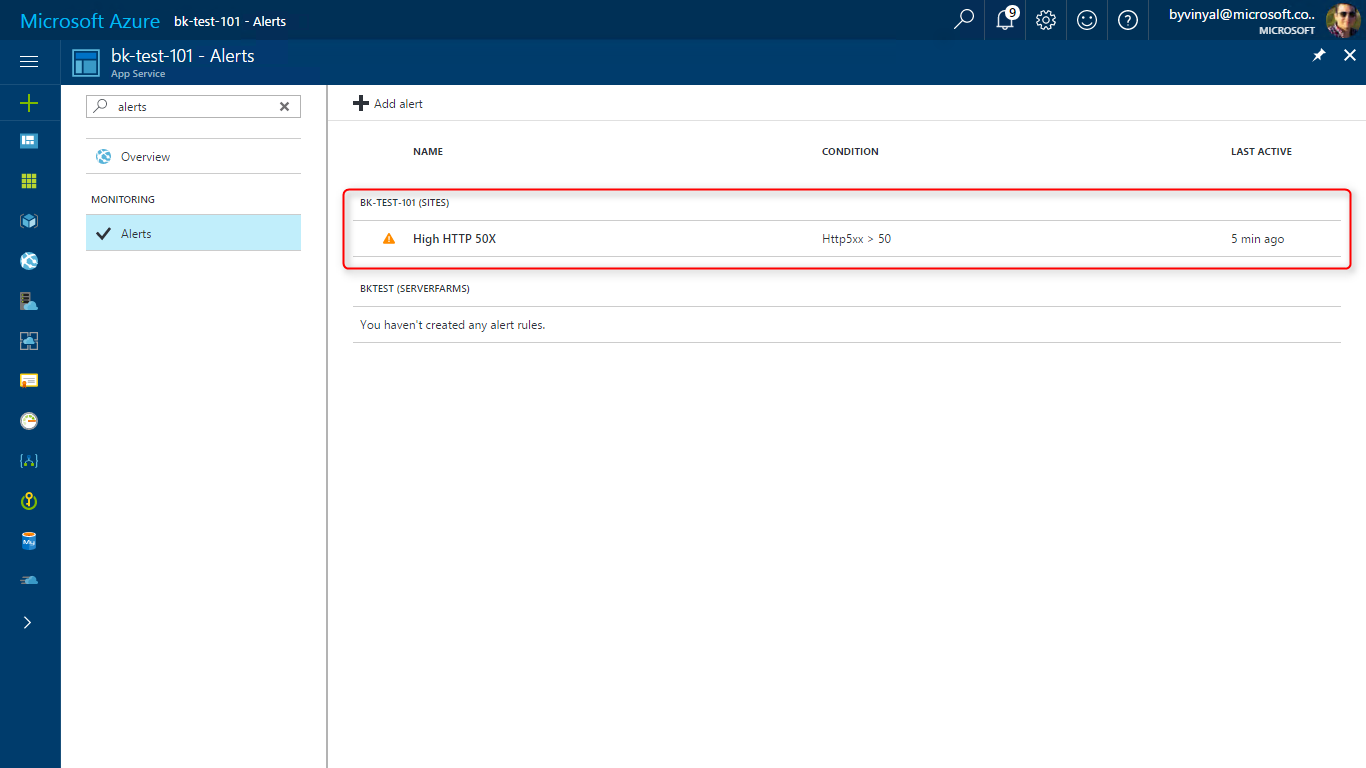 Microsoft Azure bk-test-101 - Alerts
9
byvinyal@microsoft.co..
MICROSOFT
bk-test-101 - Alerts
App Service
alerts
Overview
MONITORING
Alerts
Add alert
NAME CONDITION LAST ACTIVE
BK-TEST-101 (SITES)
High HTTP 50X Http5xx > 50 5 min ago
BKTEST (SERVERFARMS)
You haven't created any alert rules.
My